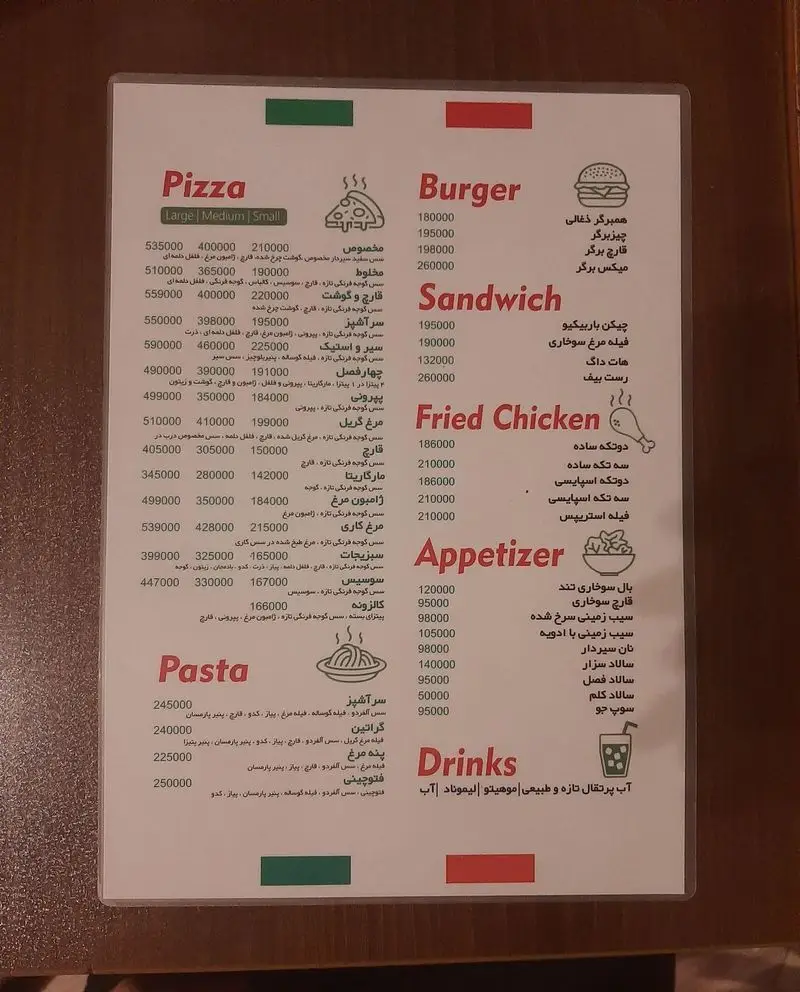 Pizza
Large | Medium | Small
535000 400000 210000 مخصوص
سس سفید سیردار مخصوص ،گوشت چرخ شده، قارچ ، ژامبون مرغ ، فلفل دلمه ای
510000 365000 190000 مخلوط
سس گوجه فرنگی تازه ، قارچ ، سوسیس ، کالباس ، گوجه فرنگی ، فلفل دلمه ای
559000 400000 220000 قارچ و گوشت
سس گوجه فرنگی تازه ، قارچ ، گوشت چرخ شده
550000 398000 195000 سرآشپز
سس گوجه فرنگی تازه ، پپرونی ، ژامبون مرغ، قارچ ، فلفل دلمه ای ، ذرت
590000 460000 225000 سیر و استیک
سس گوجه فرنگی تازه ، فیله گوساله ، پنیربلوچیز ، سس سیر
490000 390000 191000 چهارفصل
۴ پیتزا در ۱ پیتزا ، مارگاریتا ، پپرونی و فلفل ، ژامبون و قارچ ، گوشت و زیتون
499000 350000 184000 پپرونی
سس گوجه فرنگی تازه ، پپرونی
510000 410000 199000 مرغ گریل
سس گوجه فرنگی تازه ، مرغ گریل شده ، قارچ ، فلفل دلمه ، سس مخصوص درب در
405000 305000 150000 قارچ
سس گوجه فرنگی تازه ، قارچ
345000 280000 142000 مارگاریتا
سس گوجه فرنگی تازه ، گوجه
499000 350000 184000 ژامبون مرغ
سس گوجه فرنگی تازه ، ژامبون مرغ
539000 428000 215000 مرغ کاری
سس گوجه فرنگی تازه ، مرغ طبخ شده در سس کاری
399000 325000 165000 سبزیجات
سس گوجه فرنگی تازه ، قارچ ، فلفل دلمه ، پیاز ، ذرت ، کدو ، بادمجان ، زیتون ، گوجه
447000 330000 167000 سوسیس
سس گوجه فرنگی تازه ، سوسیس
166000 کالزونه
پیتزای بسته ، سس گوجه فرنگی تازه ، ژامبون مرغ ، پپرونی ، قارچ
Pasta
245000 سرآشپز
سس آلفردو ، فیله گوساله ، فیله مرغ ، پیاز ، کدو ، قارچ ، پنیر پارمسان
240000 گراتین
فیله مرغ گریل ، سس آلفردو ، قارچ ، پیاز ، کدو ، پنیر پارمسان ، پنیر پیتزا
225000 پنه مرغ
فیله مرغ ، سس آلفردو ، قارچ ، پیاز ، پنیر پارمسان
250000 فتوچینی
فتوچینی ، سس آلفردو ، فیله گوساله ، پنیر پارمسان ، پیاز ، کدو
Burger
180000 همبرگر ذغالی
195000 چیزبرگر
198000 قارچ برگر
260000 میکس برگر
Sandwich
195000 چیکن باربیکیو
190000 فیله مرغ سوخاری
132000 هات داگ
260000 رست بیف
Fried Chicken
186000 دوتکه ساده
210000 سه تکه ساده
186000 دوتکه اسپایسی
210000 سه تکه اسپایسی
210000 فیله استریپس
Appetizer
120000 بال سوخاری تند
95000 قارچ سوخاری
98000 سیب زمینی سرخ شده
105000 سیب زمینی با ادویه
98000 نان سیردار
140000 سالاد سزار
95000 سالاد فصل
50000 سالاد کلم
95000 سوپ جو
Drinks
آب پرتقال تازه و طبیعی | موهیتو | لیموناد | آب